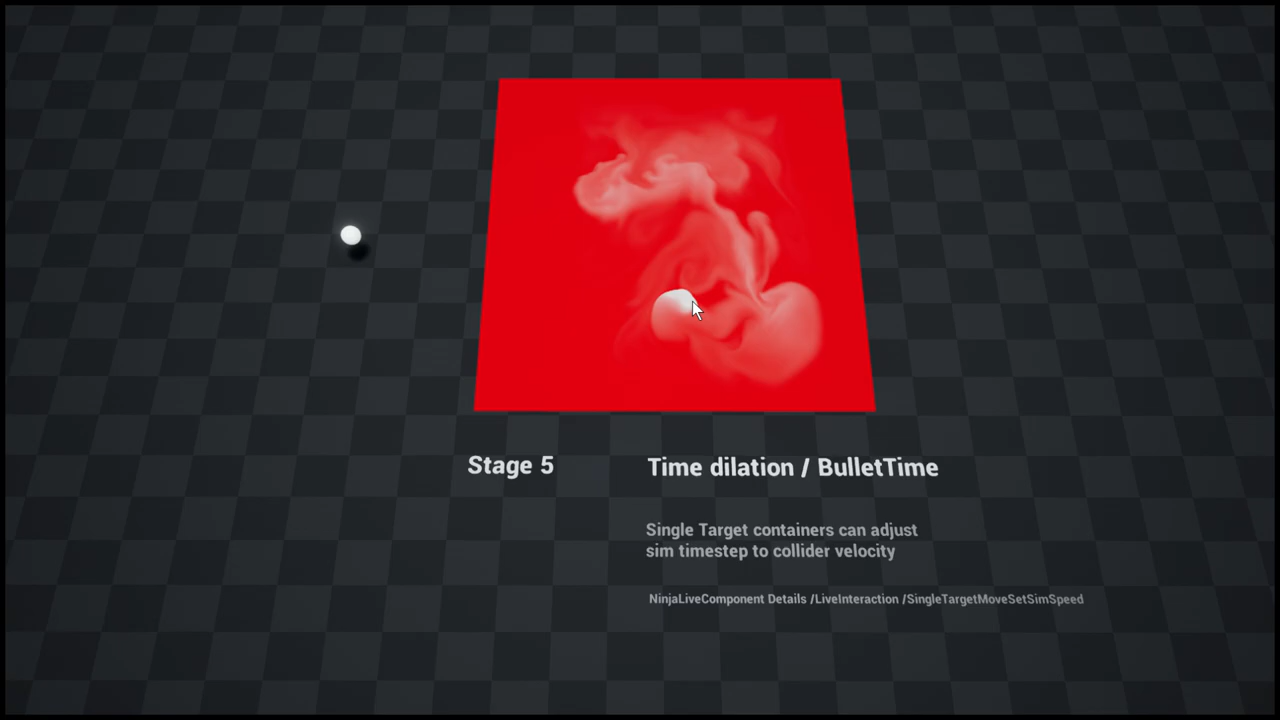 Stage 5
Time dilation / BulletTime
Single Target containers can adjust
sim timestep to collider velocity
NinjaLiveComponent Details /LiveInteraction /SingleTargetMoveSetSimSpeed